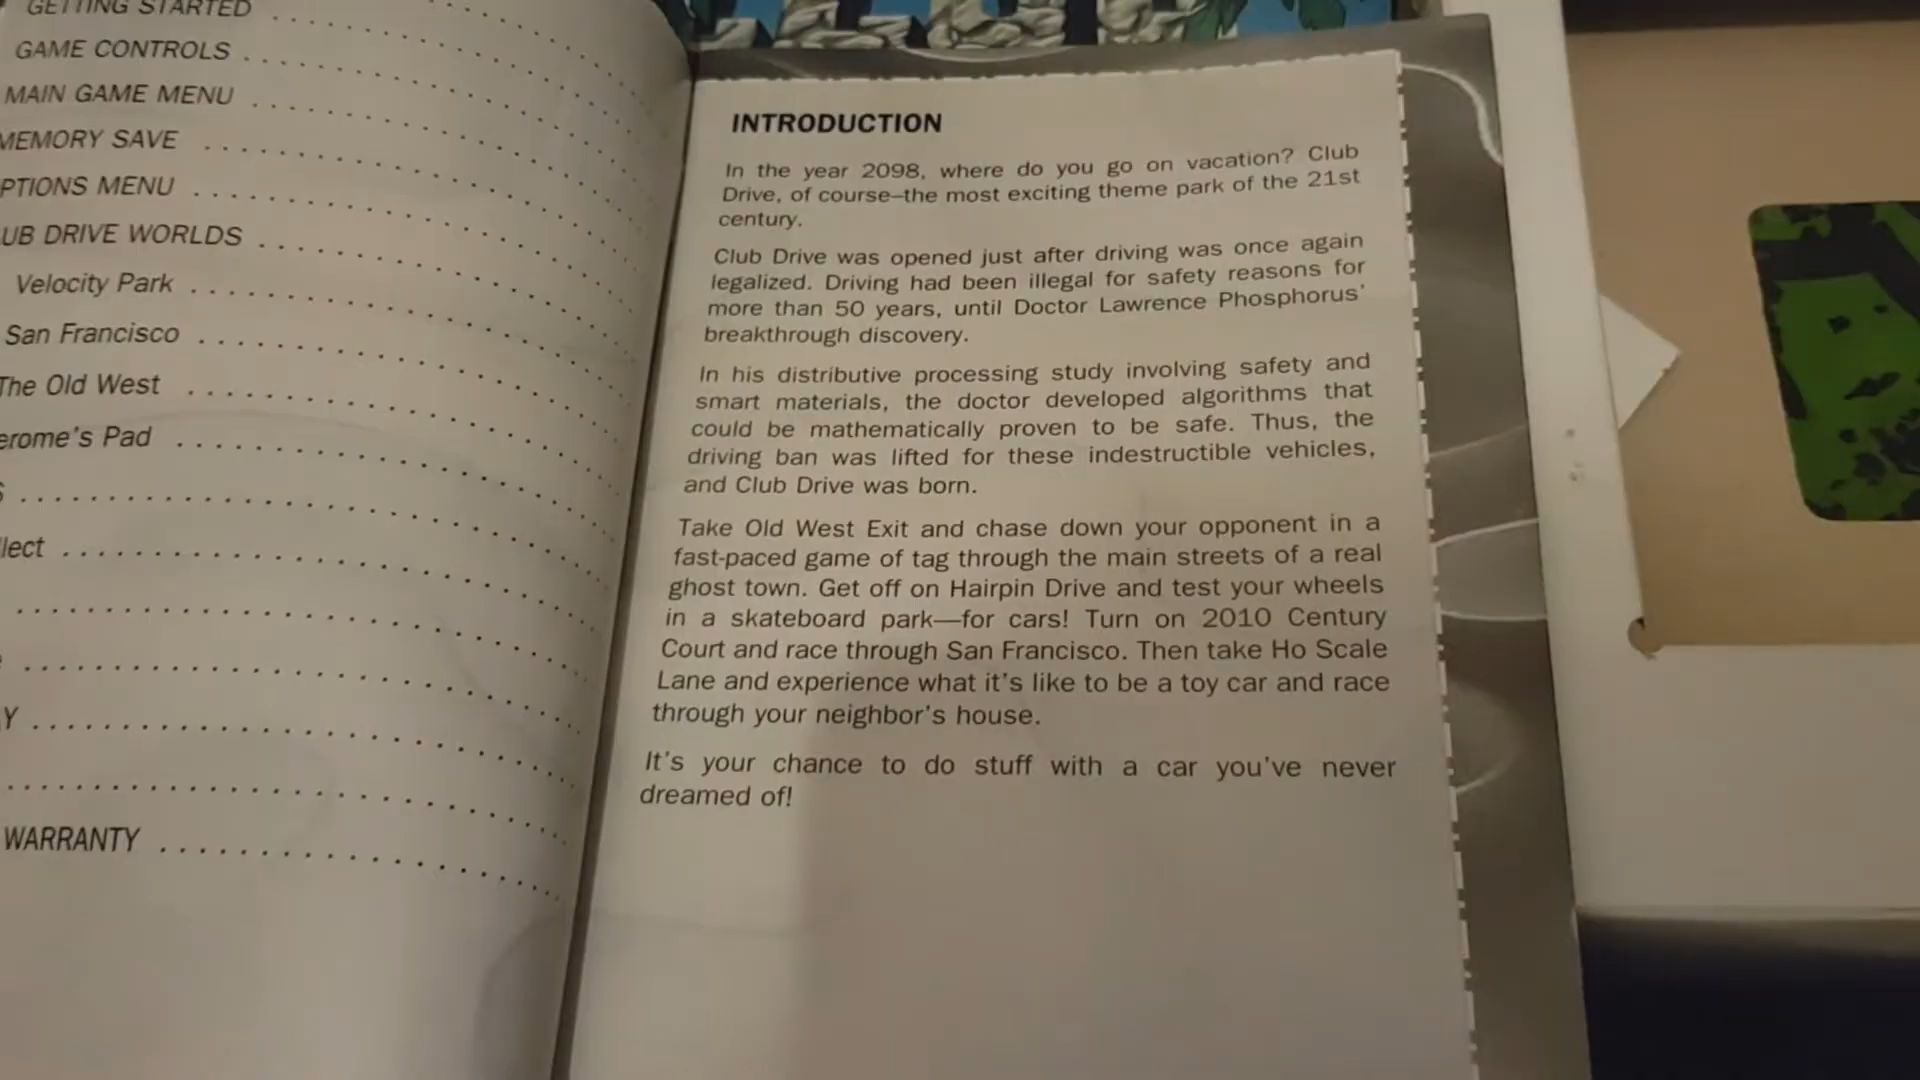 GETTING STARTED
GAME CONTROLS
MAIN GAME MENU
MEMORY SAVE
PTIONS MENU
UB DRIVE WORLDS
Velocity Park
San Francisco
The Old West
erome's Pad
S
llect
Y
WARRANTY
INTRODUCTION
In the year 2098, where do you go on vacation? Club
Drive, of course–the most exciting theme park of the 21st
century.
Club Drive was opened just after driving was once again
legalized. Driving had been illegal for safety reasons for
more than 50 years, until Doctor Lawrence Phosphorus'
breakthrough discovery.
In his distributive processing study involving safety and
smart materials, the doctor developed algorithms that
could be mathematically proven to be safe. Thus, the
driving ban was lifted for these indestructible vehicles,
and Club Drive was born.
Take Old West Exit and chase down your opponent in a
fast-paced game of tag through the main streets of a real
ghost town. Get off on Hairpin Drive and test your wheels
in a skateboard park—for cars! Turn on 2010 Century
Court and race through San Francisco. Then take Ho Scale
Lane and experience what it's like to be a toy car and race
through your neighbor's house.
It's your chance to do stuff with a car you've never
dreamed of!